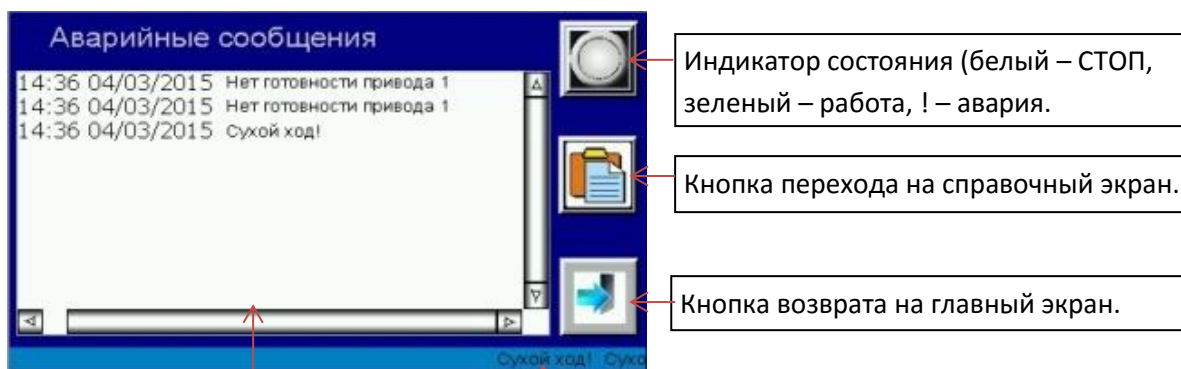 Аварийные сообщения
14:36 04/03/2015 Нет готовности привода 1
14:36 04/03/2015 Нет готовности привода 1
14:36 04/03/2015 Сухой ход!
Сухой ход! Сухо
Индикатор состояния (белый – СТОП,
зеленый – работа, ! – авария.
Кнопка перехода на справочный экран.
Кнопка возврата на главный экран.